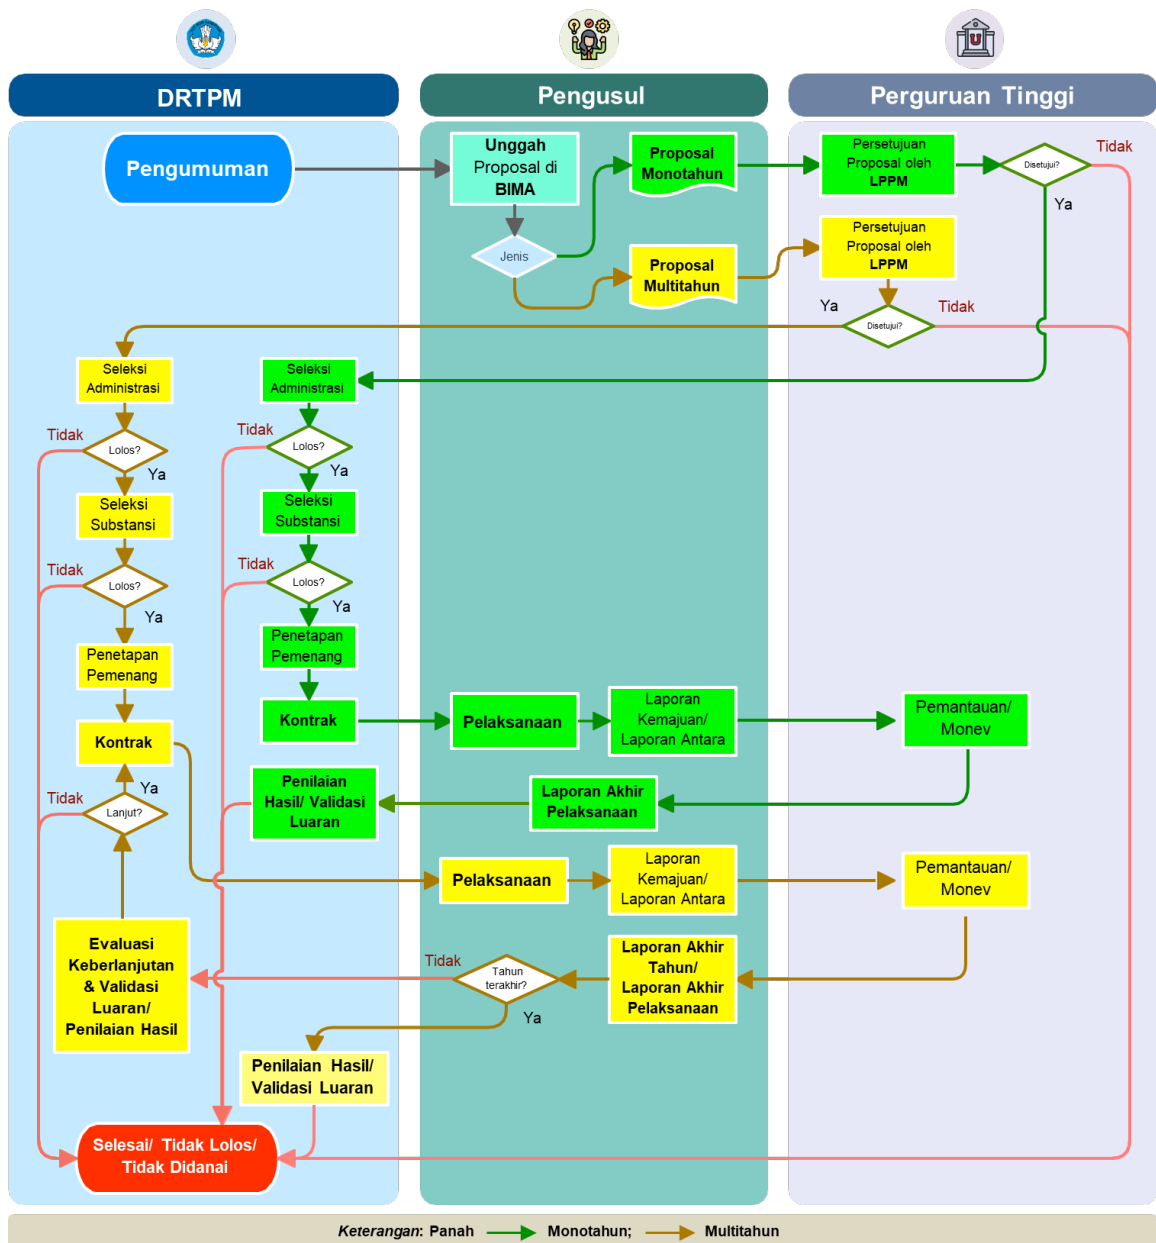 DRTPM
Pengusul
Perguruan Tinggi
Pengumuman
Unggah
Proposal di
BIMA
Jenis
Proposal
Monotahun
Proposal
Multitahun
Persetujuan
Proposal oleh
LPPM
Disetujui?
Tidak
Ya
Persetujuan
Proposal oleh
LPPM
Ya
Disetujui?
Tidak
Seleksi
Administrasi
Tidak
Lolos?
Ya
Seleksi
Substansi
Tidak
Lolos?
Ya
Penetapan
Pemenang
Kontrak
Ya
Tidak
Lanjut?
Seleksi
Administrasi
Tidak
Lolos?
Ya
Seleksi
Substansi
Tidak
Lolos?
Ya
Penetapan
Pemenang
Kontrak
Pelaksanaan
Laporan
Kemajuan/
Laporan Antara
Pemantauan/
Monev
Penilaian
Hasil/ Validasi
Luaran
Laporan Akhir
Pelaksanaan
Pelaksanaan
Laporan
Kemajuan/
Laporan Antara
Pemantauan/
Monev
Evaluasi
Keberlanjutan
& Validasi
Luaran/
Penilaian Hasil
Tidak
Tahun
terakhir?
Ya
Laporan Akhir
Tahun/
Laporan Akhir
Pelaksanaan
Penilaian Hasil/
Validasi Luaran
Selesai/ Tidak Lolos/
Tidak Didanai
Keterangan: Panah Monotahun; Multitahun